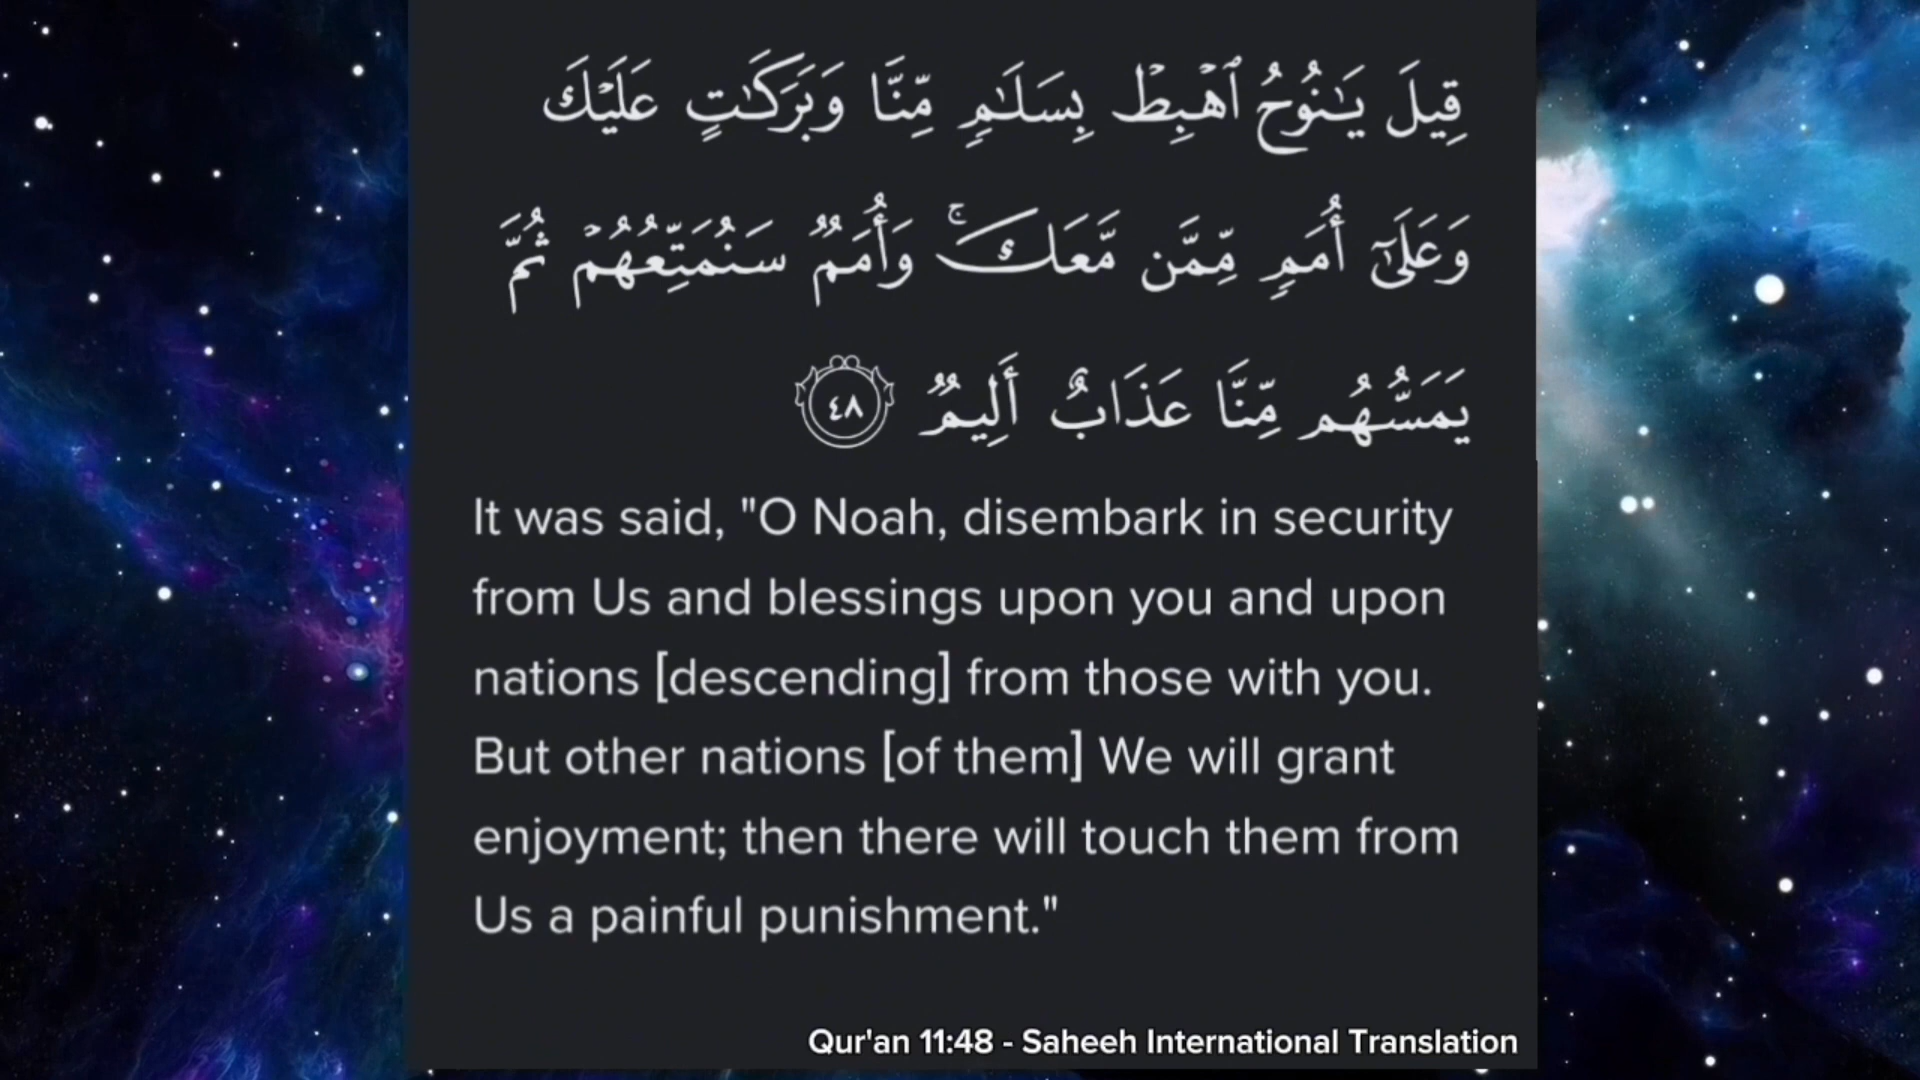 قِيلَ يَـٰنُوحُ ٱهْبِطْ بِسَلَـٰمٍ مِّنَّا وَبَرَكَـٰتٍ عَلَيْكَ
وَعَلَىٰٓ أُمَمٍ مِّمَّن مَّعَكَ ۚ وَأُمَمٌ سَنُمَتِّعُهُمْ ثُمَّ
يَمَسُّهُم مِّنَّا عَذَابٌ أَلِيمٌ ٤٨
It was said, "O Noah, disembark in security
from Us and blessings upon you and upon
nations [descending] from those with you.
But other nations [of them] We will grant
enjoyment; then there will touch them from
Us a painful punishment."
Qur'an 11:48 - Saheeh International Translation